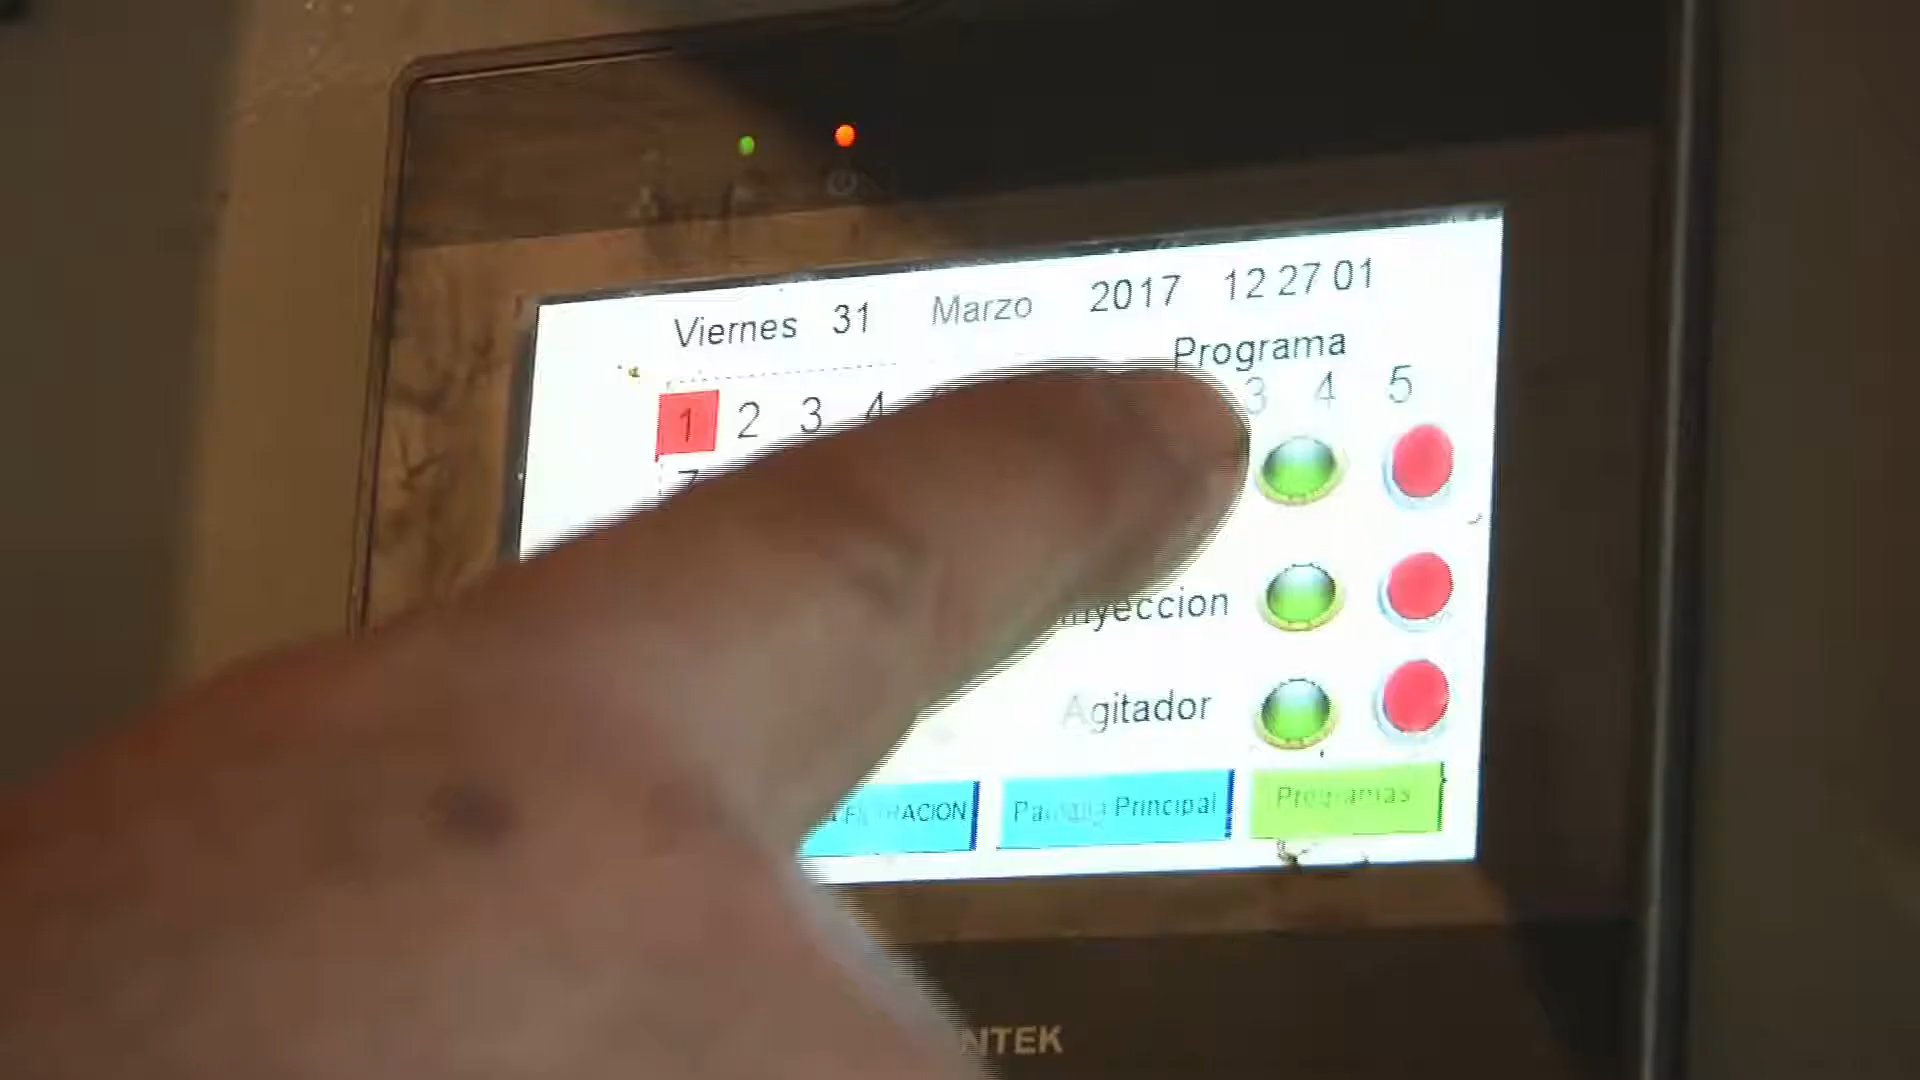 Viernes 31 Marzo 2017 12 27 01
Programa
1 2 3 4 3 4 5
7
Inyeccion
Agitador
FILTRACION Pantalla Principal Programas
NTEK